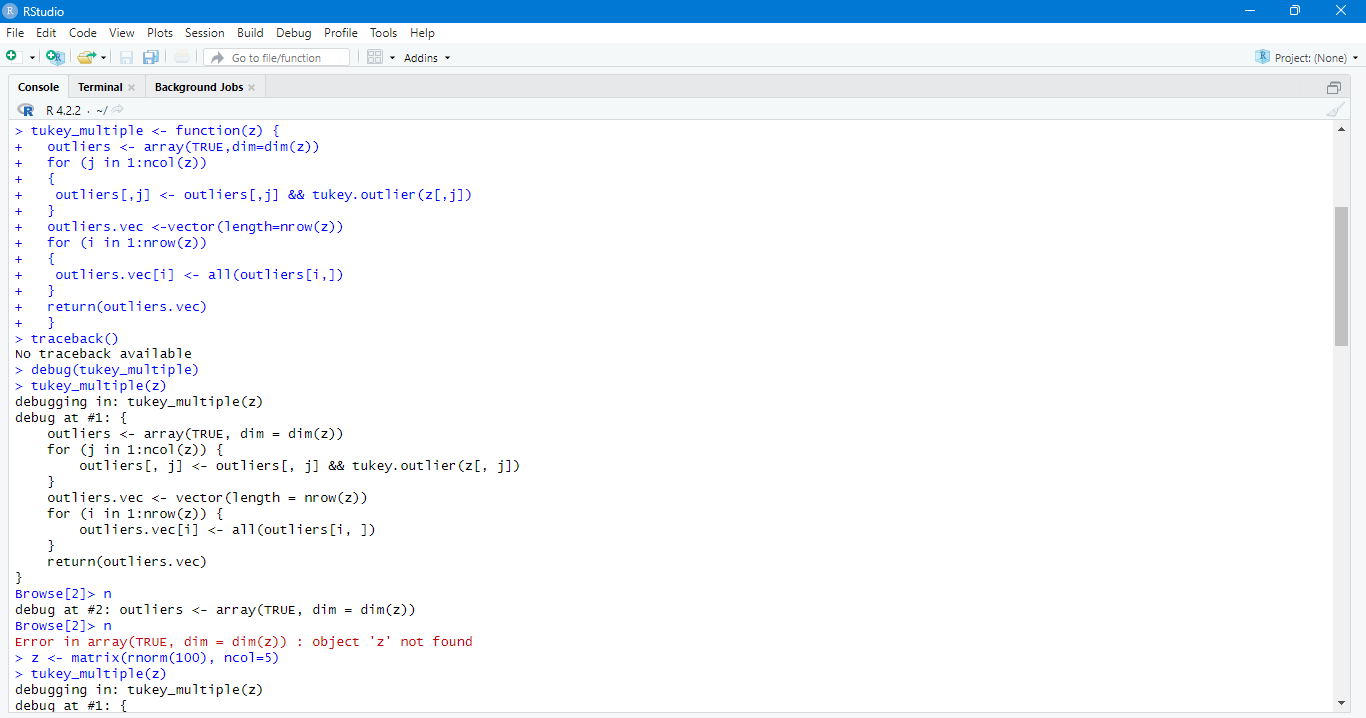 RStudio
File Edit Code View Plots Session Build Debug Profile Tools Help
Go to file/function Addins Project: (None)
Console Terminal Background Jobs
R 4.2.2 · ~/
> tukey_multiple <- function(z) {
+   outliers <- array(TRUE,dim=dim(z))
+   for (j in 1:ncol(z))
+   {
+    outliers[,j] <- outliers[,j] && tukey.outlier(z[,j])
+   }
+   outliers.vec <-vector(length=nrow(z))
+   for (i in 1:nrow(z))
+   {
+    outliers.vec[i] <- all(outliers[i,])
+   }
+   return(outliers.vec)
+   }
> traceback()
No traceback available
> debug(tukey_multiple)
> tukey_multiple(z)
debugging in: tukey_multiple(z)
debug at #1: {
    outliers <- array(TRUE, dim = dim(z))
    for (j in 1:ncol(z)) {
        outliers[, j] <- outliers[, j] && tukey.outlier(z[, j])
    }
    outliers.vec <- vector(length = nrow(z))
    for (i in 1:nrow(z)) {
        outliers.vec[i] <- all(outliers[i, ])
    }
    return(outliers.vec)
}
Browse[2]> n
debug at #2: outliers <- array(TRUE, dim = dim(z))
Browse[2]> n
Error in array(TRUE, dim = dim(z)) : object 'z' not found
> z <- matrix(rnorm(100), ncol=5)
> tukey_multiple(z)
debugging in: tukey_multiple(z)
debug at #1: {